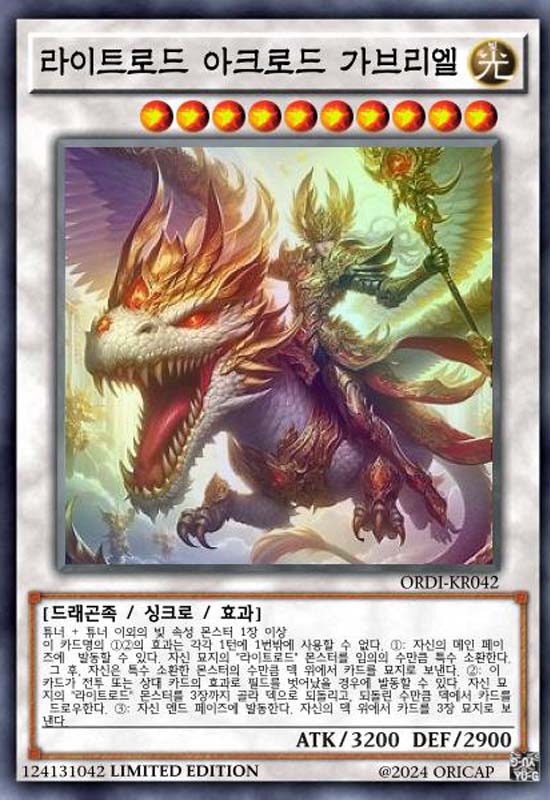 라이트로드 아크로드 가브리엘
光
ORDI-KR042
[드래곤족 / 싱크로 / 효과]
튜너 + 튜너 이외의 빛 속성 몬스터 1장 이상
이 카드명의 ①②의 효과는 각각 1턴에 1번밖에 사용할 수 없다. ①: 자신의 메인 페이
즈에 발동할 수 있다. 자신 묘지의 "라이트로드" 몬스터를 임의의 수만큼 특수 소환한다.
그 후, 자신은 특수 소환한 몬스터의 수만큼 덱 위에서 카드를 묘지로 보낸다. ②: 이
카드가 전투 또는 상대 카드의 효과로 필드를 벗어났을 경우에 발동할 수 있다. 자신 묘
지의 "라이트로드" 몬스터를 3장까지 골라 덱으로 되돌리고, 되돌린 수만큼 덱에서 카드를
드로우한다. ③: 자신 엔드 페이즈에 발동한다. 자신의 덱 위에서 카드를 3장 묘지로 보
낸다.
ATK/3200 DEF/2900
124131042 LIMITED EDITION
@2024 ORICAP